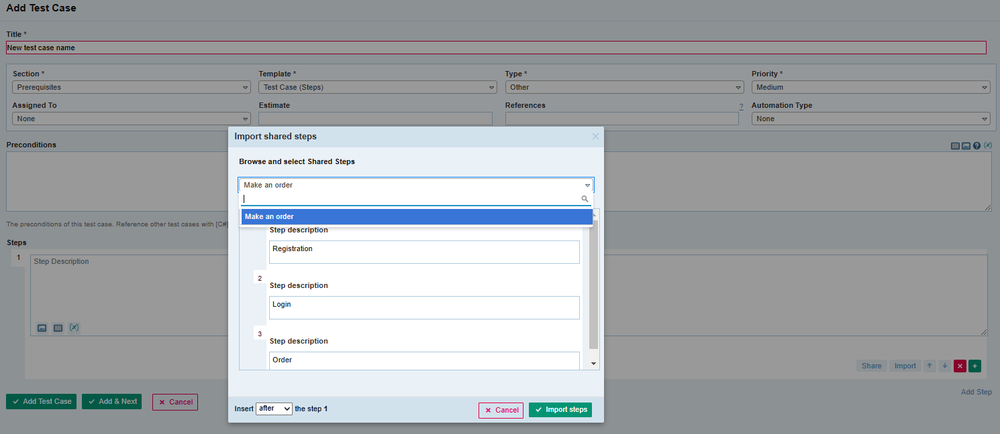 Add Test Case
Title *
New test case name
Section * Template * Type * Priority *
Prerequisites Test Case (Steps) Other Medium
Assigned To Estimate References ? Automation Type
None None
Import shared steps
Preconditions
Browse and select Shared Steps
Make an order
Make an order
The preconditions of this test case. Reference other test cases with [C#]
Step description
Steps
1
Step Description
Registration
2
Step description
Login
3
Step description
Order
Share Import
Add Step
Add Test Case Add & Next Cancel
Insert after the step 1
Cancel Import steps